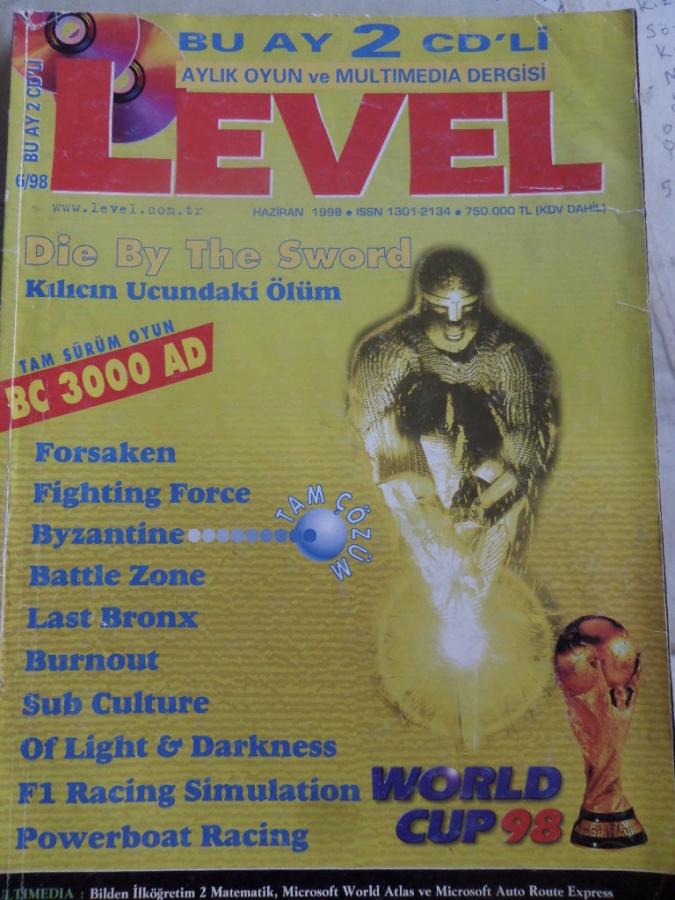 BU AY 2 CD'Lİ
AYLIK OYUN ve MULTIMEDIA DERGİSİ
LEVEL
BU AY 2 CD'Lİ
6/98
www.level.com.tr
HAZİRAN 1998 • ISSN 1301-2134 • 750.000 TL (KDV DAHİL)
Die By The Sword
Kılıcın Ucundaki Ölüm
TAM SÜRÜM OYUN
BC 3000 AD
Forsaken
Fighting Force
Byzantine
TAM ÇÖZÜM
Battle Zone
Last Bronx
Burnout
Sub Culture
Of Light & Darkness
F1 Racing Simulation
Powerboat Racing
WORLD
CUP 98
MULTIMEDIA : Bilden İlköğretim 2 Matematik, Microsoft World Atlas ve Microsoft Auto Route Express